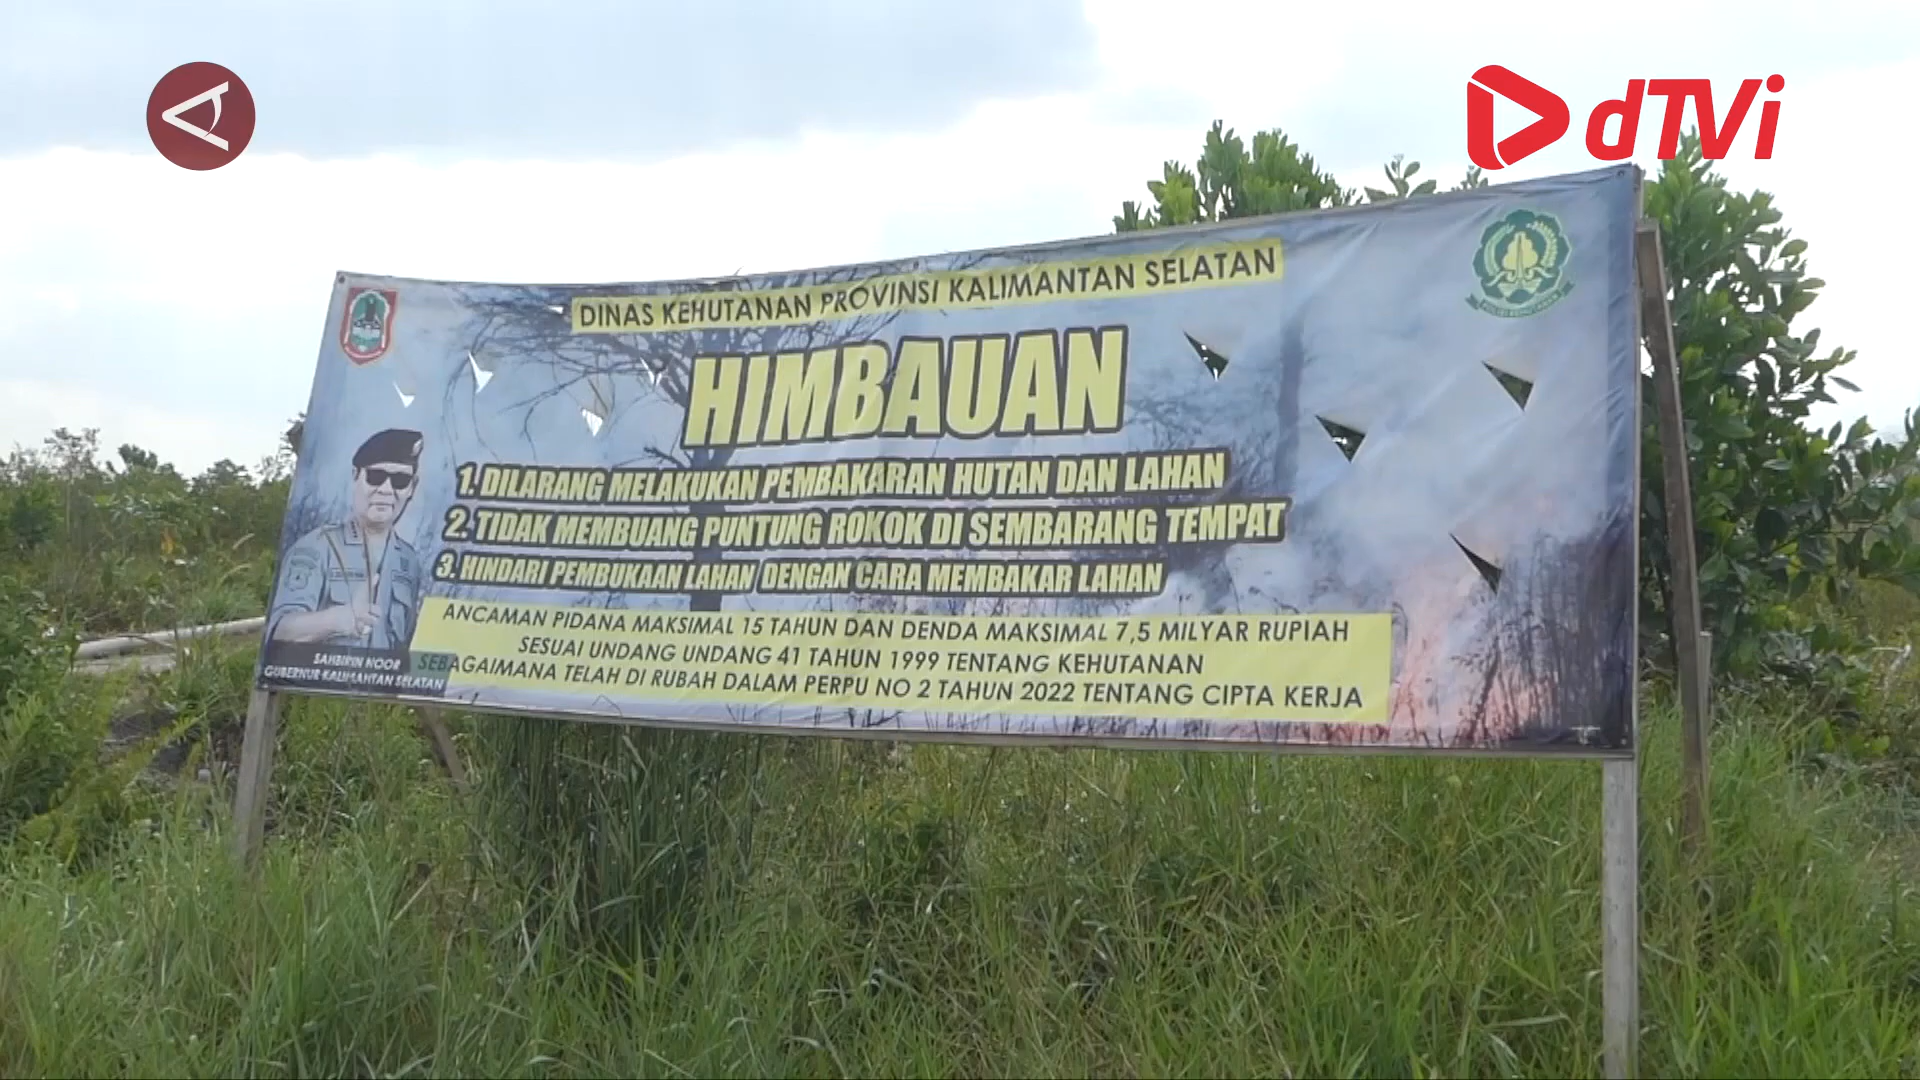 dTVi
DINAS KEHUTANAN PROVINSI KALIMANTAN SELATAN
HIMBAUAN
1. DILARANG MELAKUKAN PEMBAKARAN HUTAN DAN LAHAN
2. TIDAK MEMBUANG PUNTUNG ROKOK DI SEMBARANG TEMPAT
3. HINDARI PEMBUKAAN LAHAN DENGAN CARA MEMBAKAR LAHAN
ANCAMAN PIDANA MAKSIMAL 15 TAHUN DAN DENDA MAKSIMAL 7,5 MILYAR RUPIAH
SESUAI UNDANG UNDANG 41 TAHUN 1999 TENTANG KEHUTANAN
SEBAGAIMANA TELAH DI RUBAH DALAM PERPU NO 2 TAHUN 2022 TENTANG CIPTA KERJA
SAHBIRIN NOOR
GUBERNUR KALIMANTAN SELATAN
POLISI KEHUTANAN